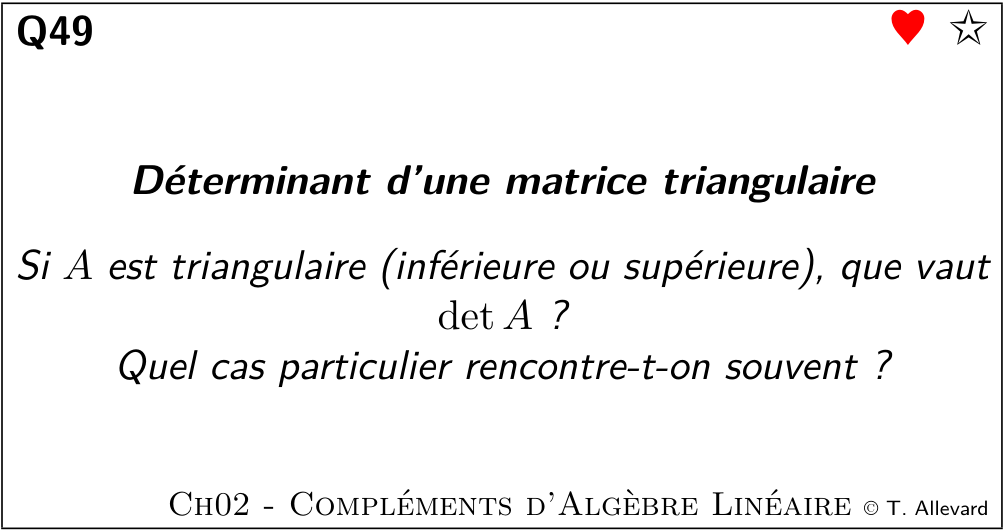 Q49
Déterminant d'une matrice triangulaire
Si A est triangulaire (inférieure ou supérieure), que vaut
det A ?
Quel cas particulier rencontre-t-on souvent ?
Ch02 - Compléments d'Algèbre Linéaire © T. Allevard